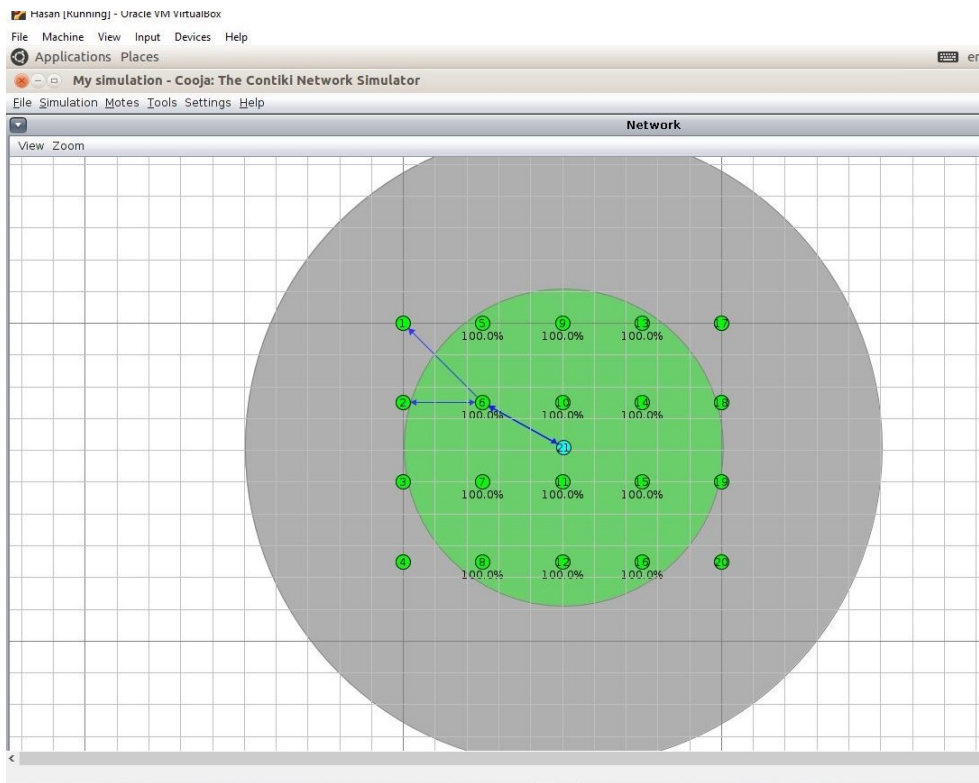 Hasan [Running] - Oracle VM VirtualBox
File Machine View Input Devices Help
Applications Places en
My simulation - Cooja: The Contiki Network Simulator
File Simulation Motes Tools Settings Help
Network
View Zoom
1 5 9 13 17
100.0% 100.0% 100.0%
2 6 10 14 18
100.0% 100.0% 100.0%
21
3 7 11 15 19
100.0% 100.0% 100.0%
4 8 12 16 20
100.0% 100.0% 100.0%